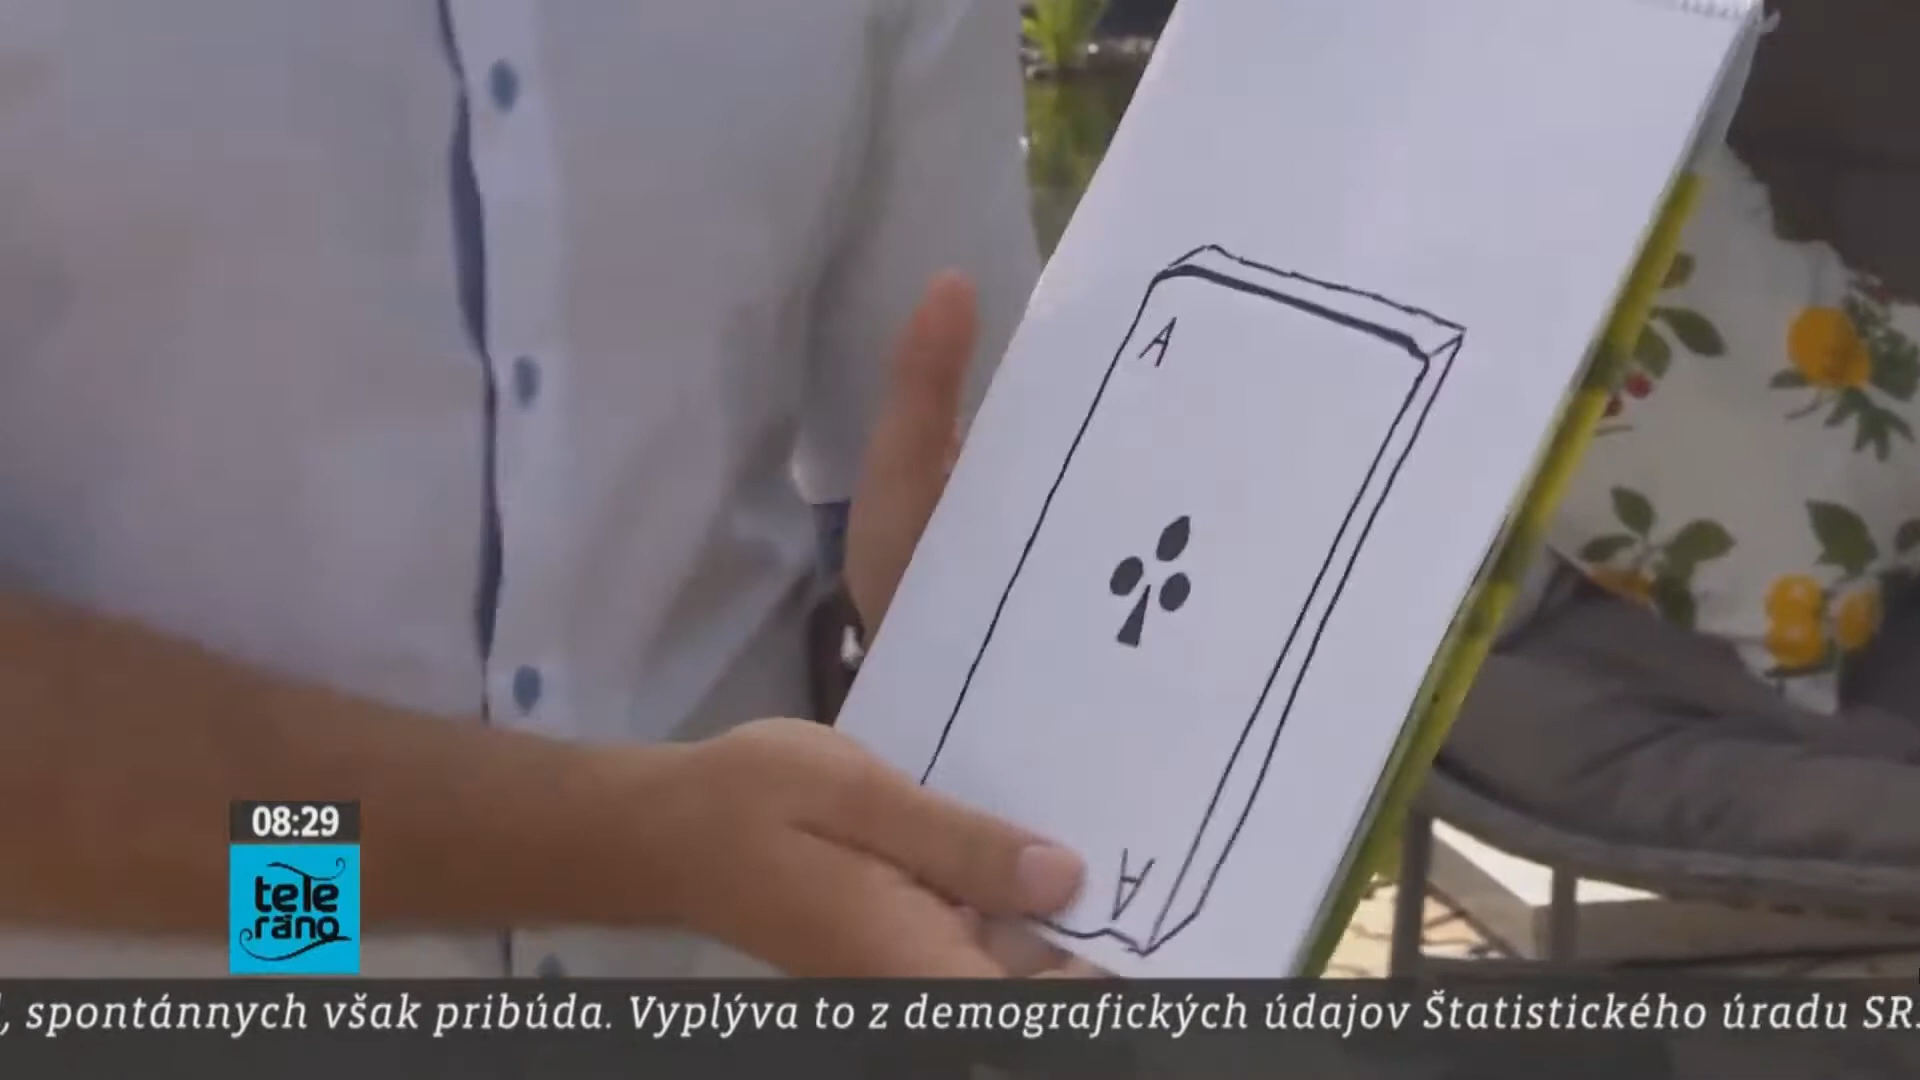 A
A
08:29
tele
ráno
, spontánnych však pribúda. Vyplýva to z demografických údajov Štatistického úradu SR.